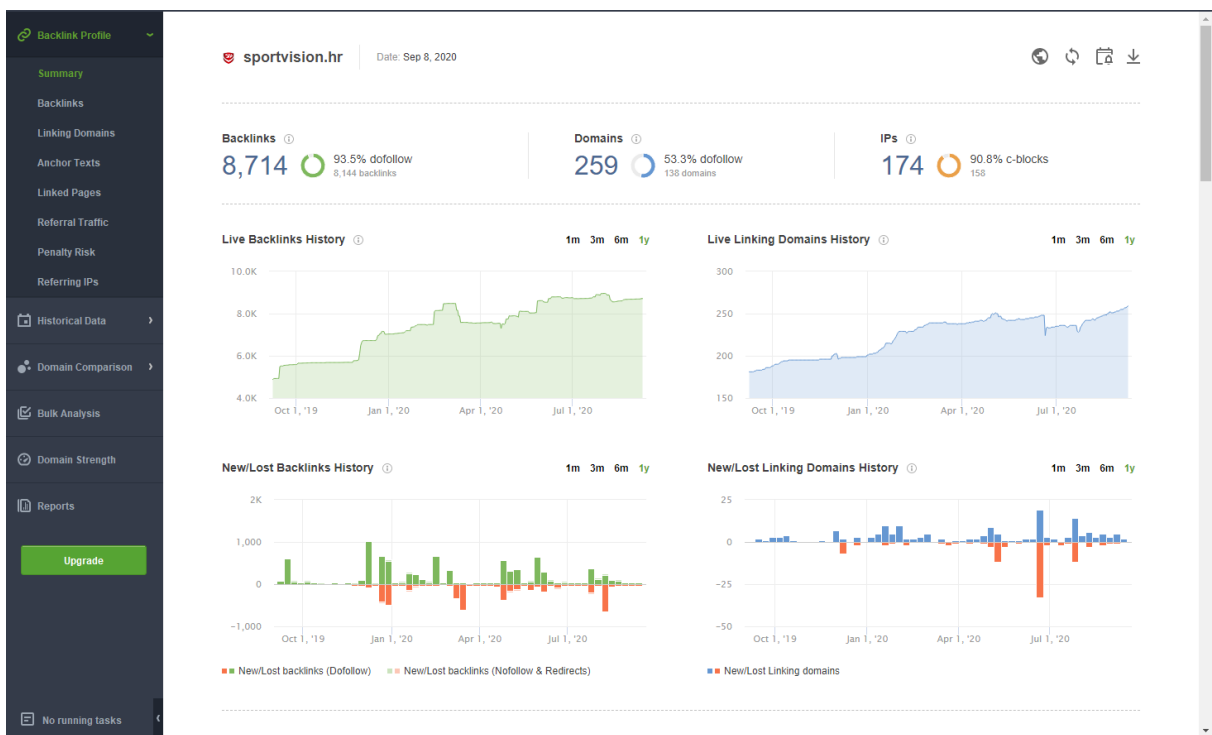 Backlink Profile
Summary
Backlinks
Linking Domains
Anchor Texts
Linked Pages
Referral Traffic
Penalty Risk
Referring IPs
Historical Data
Domain Comparison
Bulk Analysis
Domain Strength
Reports
Upgrade
No running tasks
sportvision.hr Date: Sep 8, 2020
Backlinks
8,714 93.5% dofollow
8,144 backlinks
Domains
259 53.3% dofollow
138 domains
IPs
174 90.8% c-blocks
158
Live Backlinks History 1m 3m 6m 1y
10.0K
8.0K
6.0K
4.0K
Oct 1, '19 Jan 1, '20 Apr 1, '20 Jul 1, '20
Live Linking Domains History 1m 3m 6m 1y
300
250
200
150
Oct 1, '19 Jan 1, '20 Apr 1, '20 Jul 1, '20
New/Lost Backlinks History 1m 3m 6m 1y
2K
1,000
0
−1,000
Oct 1, '19 Jan 1, '20 Apr 1, '20 Jul 1, '20
New/Lost backlinks (Dofollow) New/Lost backlinks (Nofollow & Redirects)
New/Lost Linking Domains History 1m 3m 6m 1y
25
0
−25
−50
Oct 1, '19 Jan 1, '20 Apr 1, '20 Jul 1, '20
New/Lost Linking domains